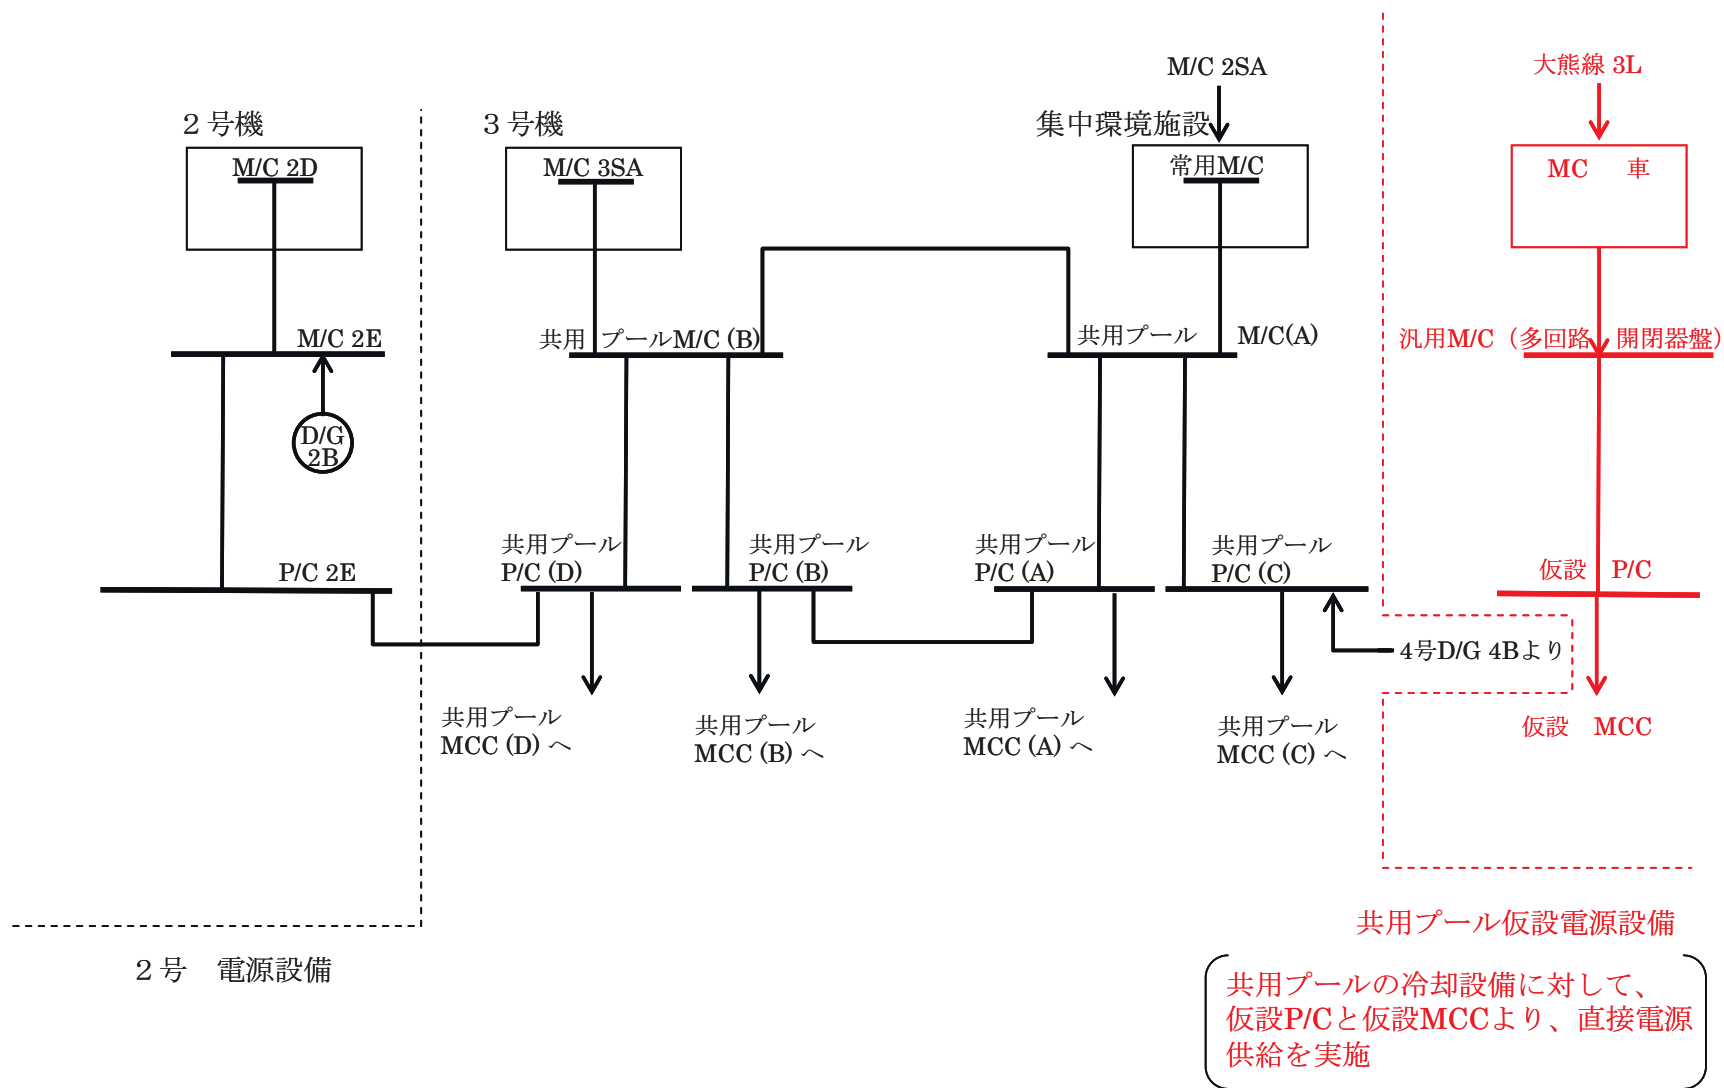 M/C 2SA
大熊線 3L
２号機
３号機
集中環境施設
M/C 2D
M/C 3SA
常用M/C
MC 車
M/C 2E
共用 プールM/C (B)
共用プール M/C(A)
汎用M/C（多回路 開閉器盤）
D/G
2B
共用プール
P/C (D)
共用プール
P/C (B)
共用プール
P/C (A)
共用プール
P/C (C)
P/C 2E
仮設 P/C
4号D/G 4Bより
共用プール
MCC (D) へ
共用プール
MCC (B) へ
共用プール
MCC (A) へ
共用プール
MCC (C) へ
仮設 MCC
２号 電源設備
共用プール仮設電源設備
共用プールの冷却設備に対して、
仮設P/Cと仮設MCCより、直接電源
供給を実施